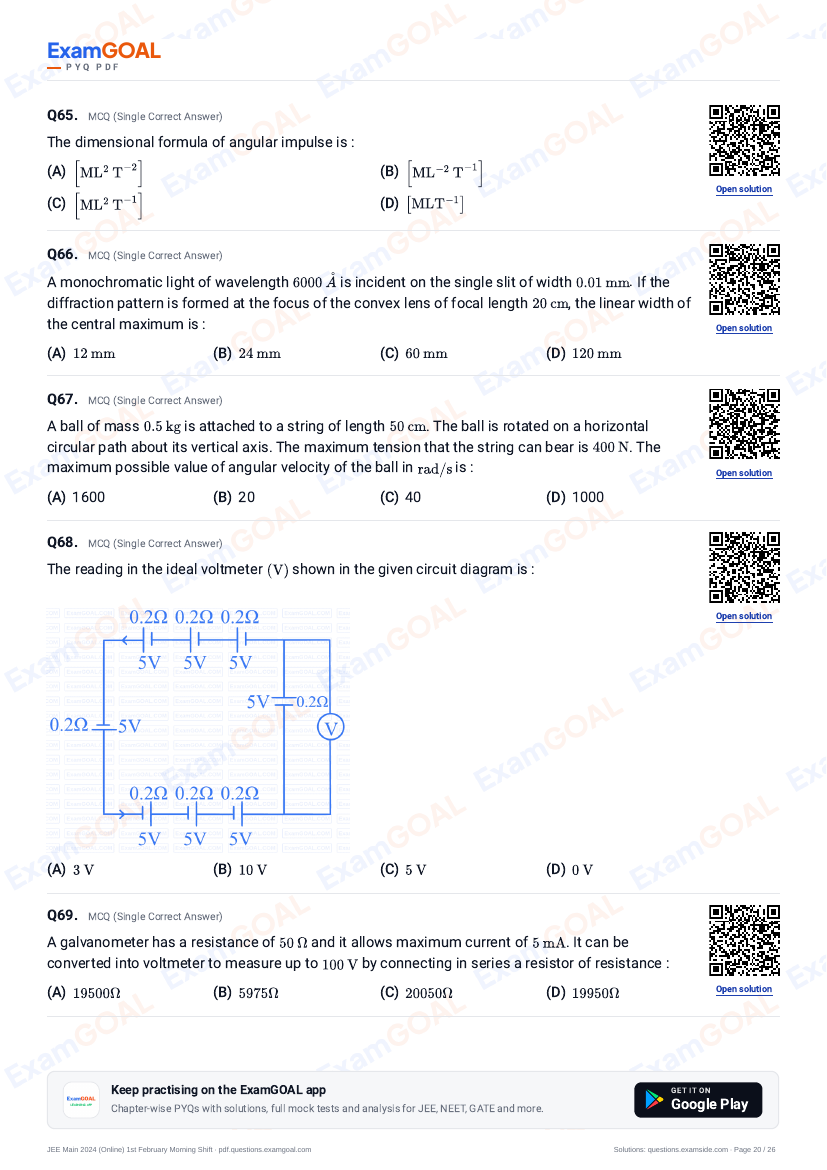 ExamGOAL
PYQ PDF
Q65. MCQ (Single Correct Answer)
The dimensional formula of angular impulse is :
(A) [ML² T⁻²]
(B) [ML⁻² T⁻¹]
(C) [ML² T⁻¹]
(D) [MLT⁻¹]
Open solution
Q66. MCQ (Single Correct Answer)
A monochromatic light of wavelength 6000 Å is incident on the single slit of width 0.01 mm. If the
diffraction pattern is formed at the focus of the convex lens of focal length 20 cm, the linear width of
the central maximum is :
(A) 12 mm (B) 24 mm (C) 60 mm (D) 120 mm
Open solution
Q67. MCQ (Single Correct Answer)
A ball of mass 0.5 kg is attached to a string of length 50 cm. The ball is rotated on a horizontal
circular path about its vertical axis. The maximum tension that the string can bear is 400 N. The
maximum possible value of angular velocity of the ball in rad/s is :
(A) 1600 (B) 20 (C) 40 (D) 1000
Open solution
Q68. MCQ (Single Correct Answer)
The reading in the ideal voltmeter (V) shown in the given circuit diagram is :
Open solution
0.2Ω 0.2Ω 0.2Ω
5V 5V 5V
5V 0.2Ω
0.2Ω 5V V
0.2Ω 0.2Ω 0.2Ω
5V 5V 5V
(A) 3 V (B) 10 V (C) 5 V (D) 0 V
Q69. MCQ (Single Correct Answer)
A galvanometer has a resistance of 50 Ω and it allows maximum current of 5 mA. It can be
converted into voltmeter to measure up to 100 V by connecting in series a resistor of resistance :
(A) 19500Ω (B) 5975Ω (C) 20050Ω (D) 19950Ω
Open solution
ExamGOAL
Keep practising on the ExamGOAL app
Chapter-wise PYQs with solutions, full mock tests and analysis for JEE, NEET, GATE and more.
GET IT ON
Google Play
JEE Main 2024 (Online) 1st February Morning Shift · pdf.questions.examgoal.com
Solutions: questions.examside.com · Page 20 / 26